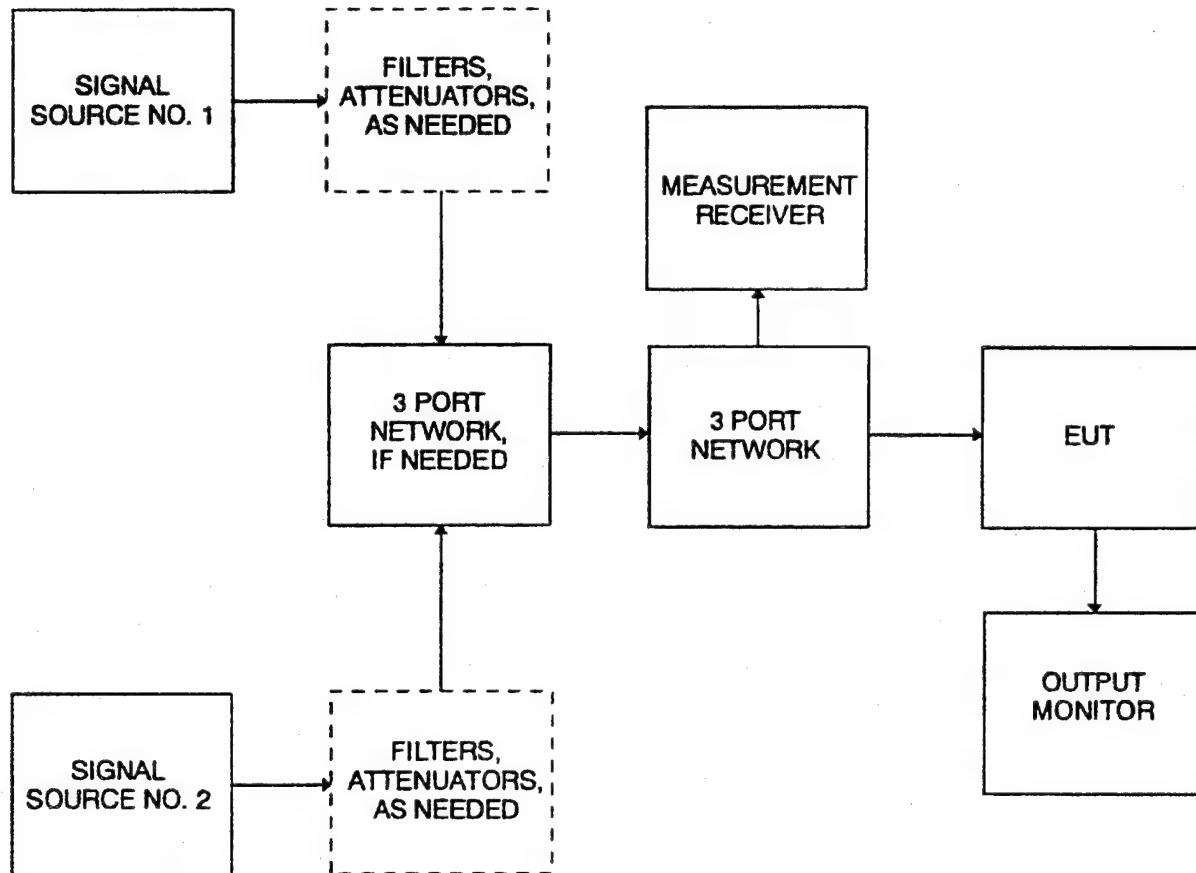 SIGNAL
SOURCE NO. 1
FILTERS,
ATTENUATORS,
AS NEEDED
MEASUREMENT
RECEIVER
3 PORT
NETWORK,
IF NEEDED
3 PORT
NETWORK
EUT
OUTPUT
MONITOR
SIGNAL
SOURCE NO. 2
FILTERS,
ATTENUATORS,
AS NEEDED